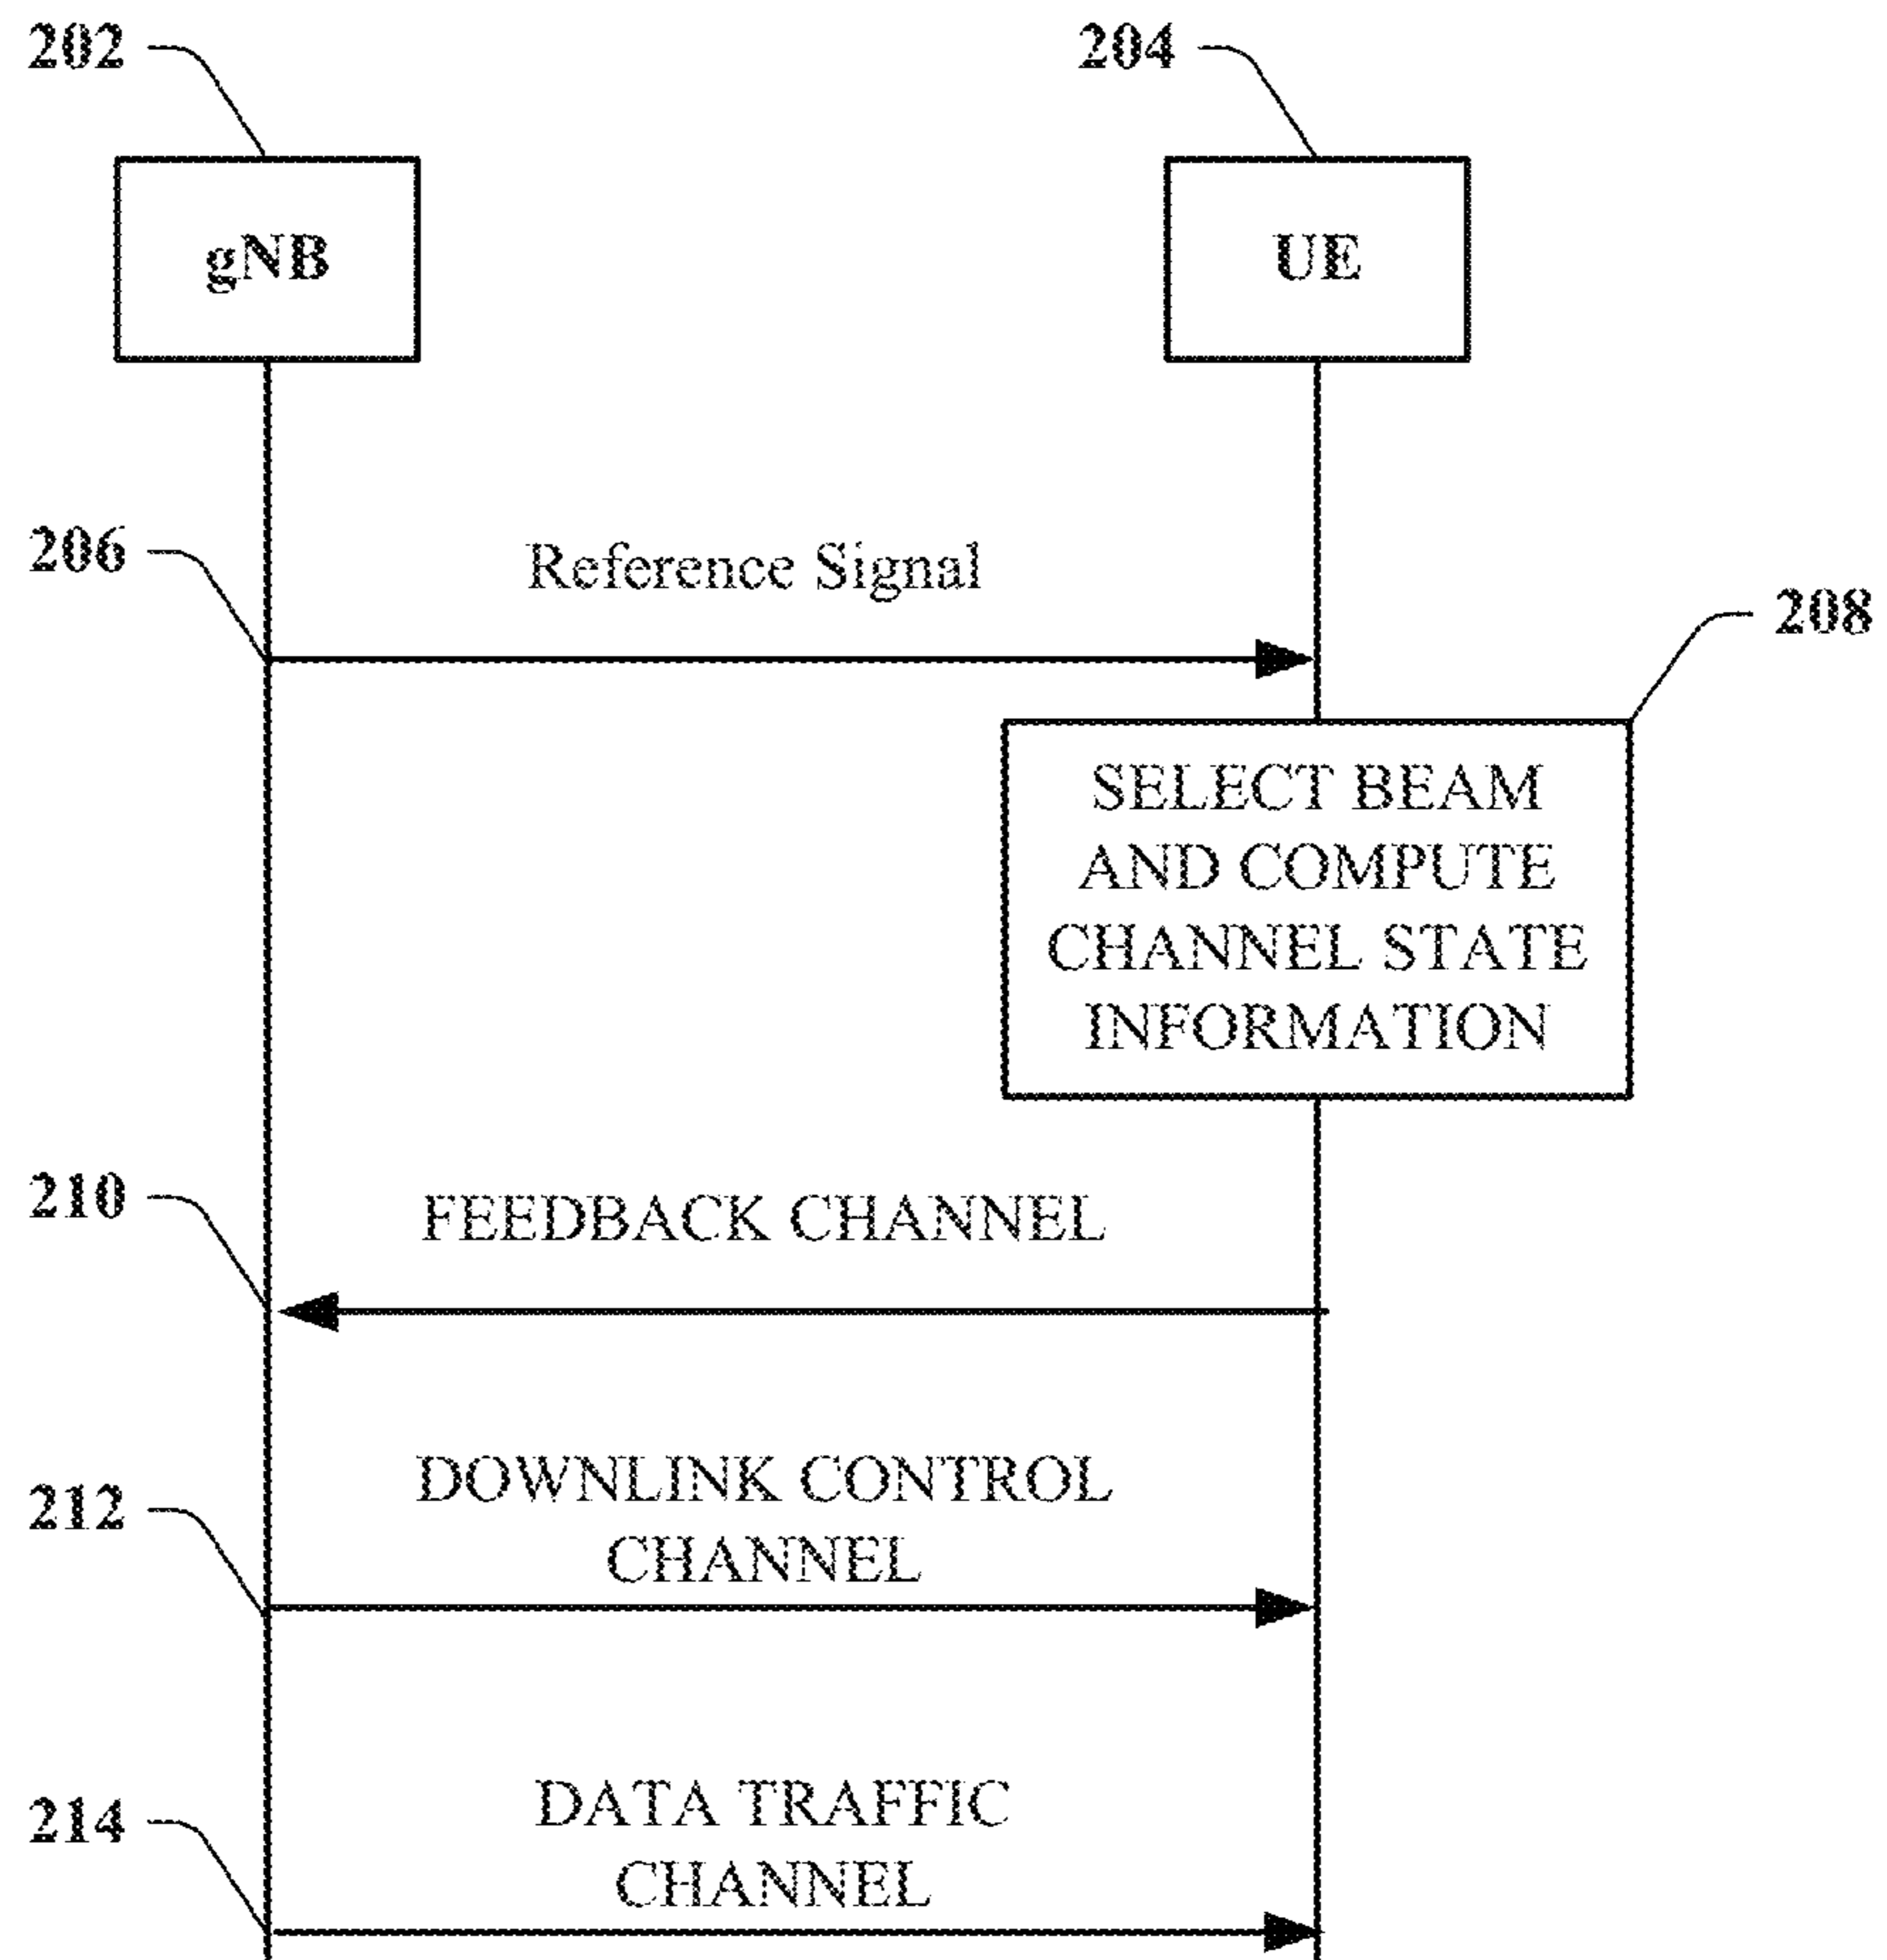 202
204
gNB
UE
206
Reference Signal
208
SELECT BEAM
AND COMPUTE
CHANNEL STATE
INFORMATION
210
FEEDBACK CHANNEL
212
DOWNLINK CONTROL
CHANNEL
214
DATA TRAFFIC
CHANNEL